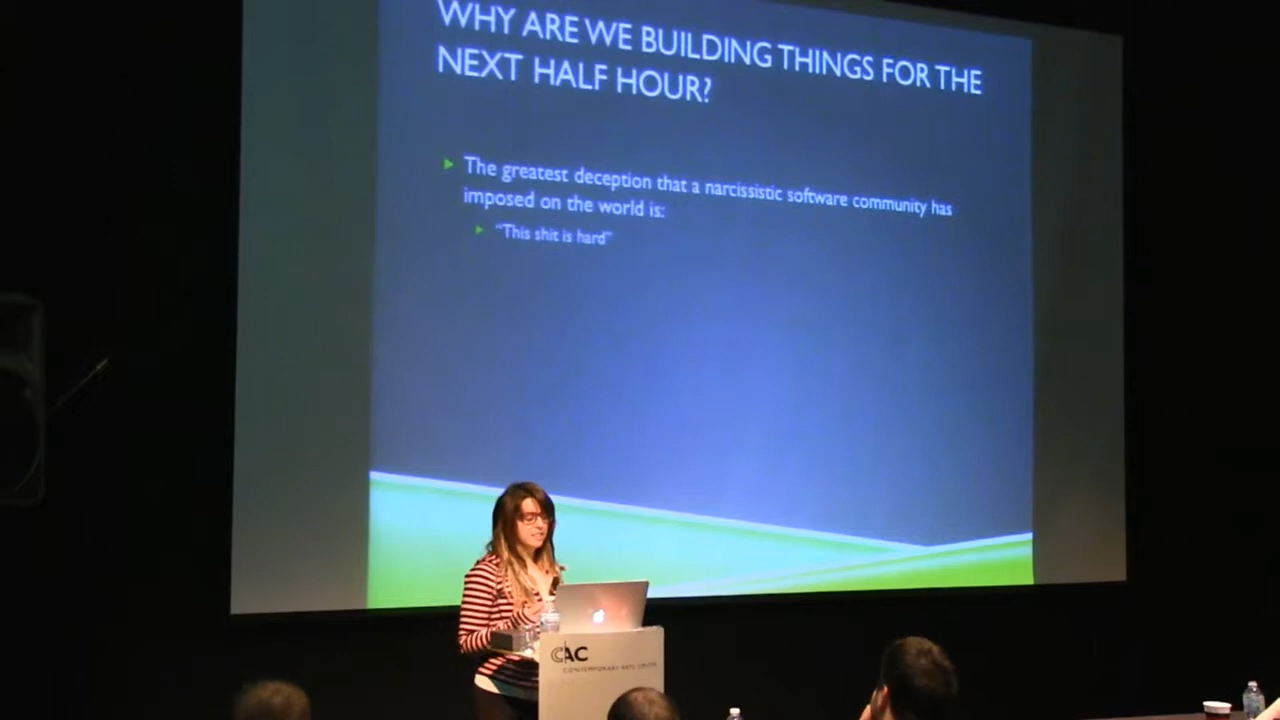 WHY ARE WE BUILDING THINGS FOR THE
NEXT HALF HOUR?
The greatest deception that a narcissistic software community has
imposed on the world is:
"This shit is hard"
CAC
CONTEMPORARY ARTS CENTER